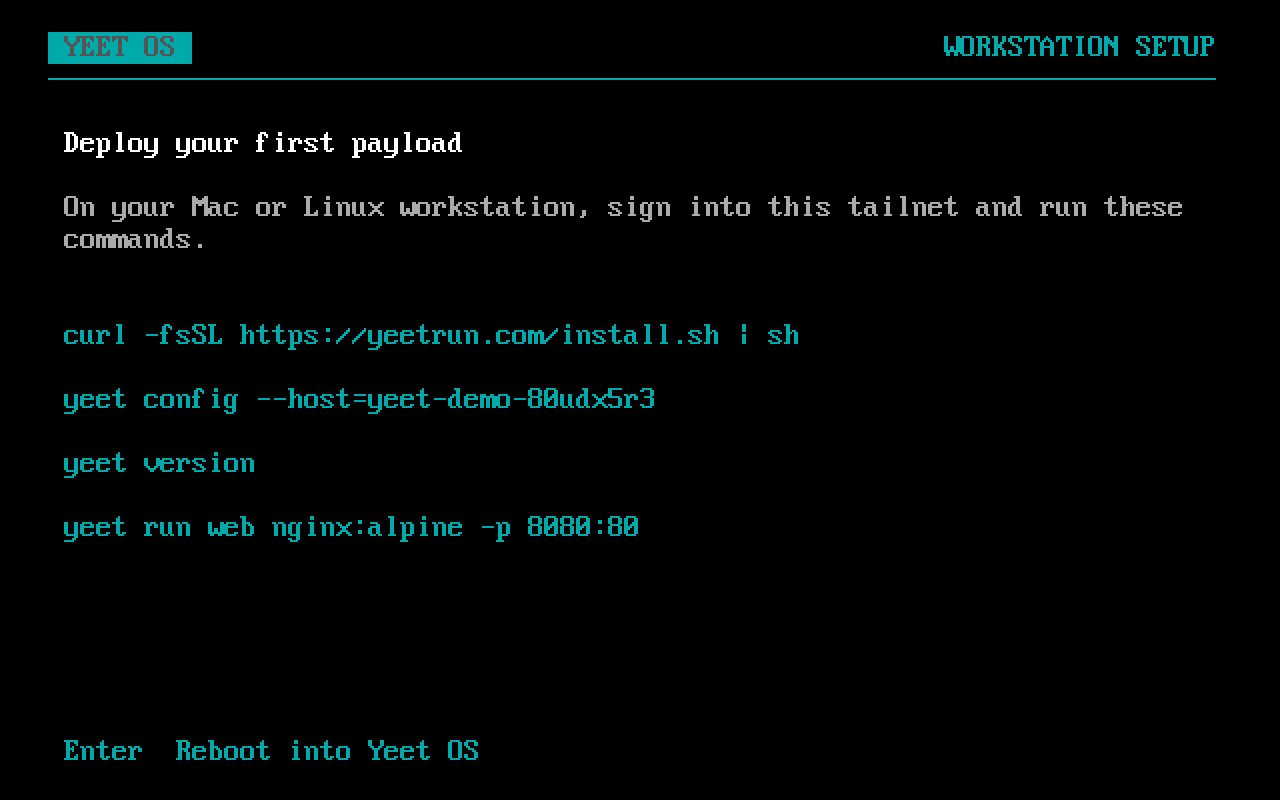 YEET OS
WORKSTATION SETUP
Deploy your first payload
On your Mac or Linux workstation, sign into this tailnet and run these
commands.
curl -fsSL https://yeetrun.com/install.sh | sh
yeet config --host=yeet-demo-80udx5r3
yeet version
yeet run web nginx:alpine -p 8080:80
Enter  Reboot into Yeet OS